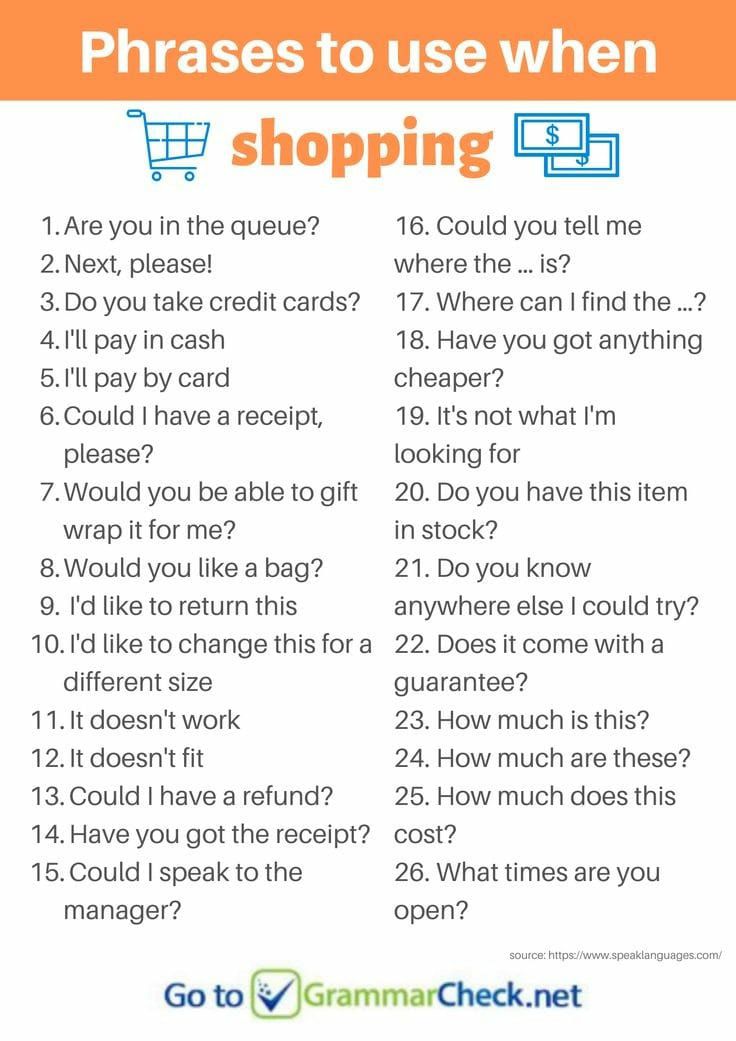 Phrases to use when
shopping
$
$
1. Are you in the queue?
2. Next, please!
3. Do you take credit cards?
4. I'll pay in cash
5. I'll pay by card
6. Could I have a receipt,
please?
7. Would you be able to gift
wrap it for me?
8. Would you like a bag?
9. I'd like to return this
10. I'd like to change this for a
different size
11. It doesn't work
12. It doesn't fit
13. Could I have a refund?
14. Have you got the receipt?
15. Could I speak to the
manager?
16. Could you tell me
where the ... is?
17. Where can I find the ...?
18. Have you got anything
cheaper?
19. It's not what I'm
looking for
20. Do you have this item
in stock?
21. Do you know
anywhere else I could try?
22. Does it come with a
guarantee?
23. How much is this?
24. How much are these?
25. How much does this
cost?
26. What times are you
open?
source: https://www.speaklanguages.com/
Go to GrammarCheck.net